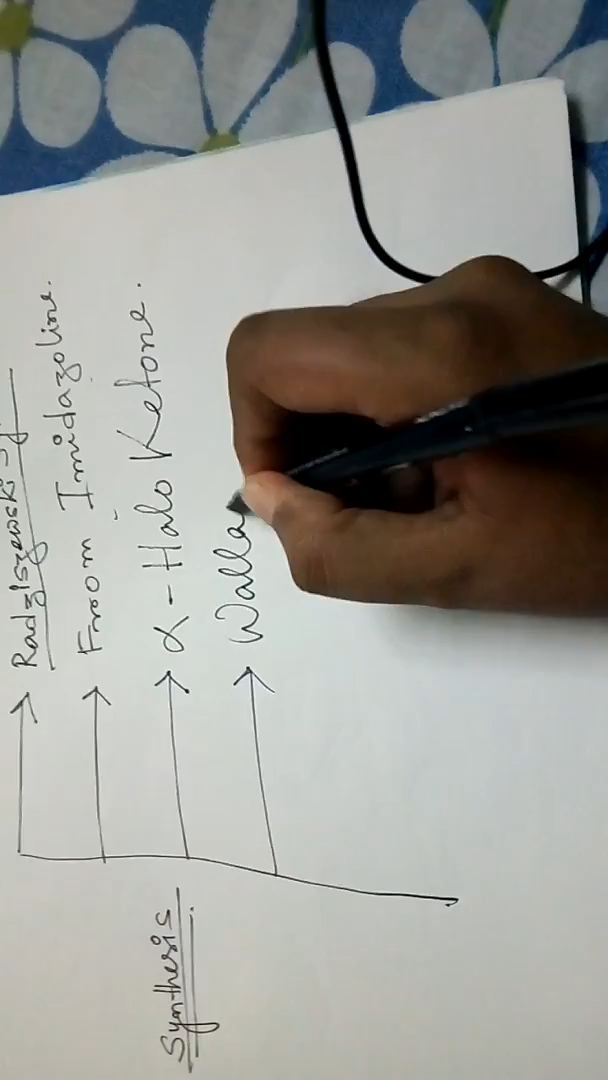 Synthesis.
→ Radziszewski
→ From Imidazoline.
→ α-Halo Ketone.
→ Walla